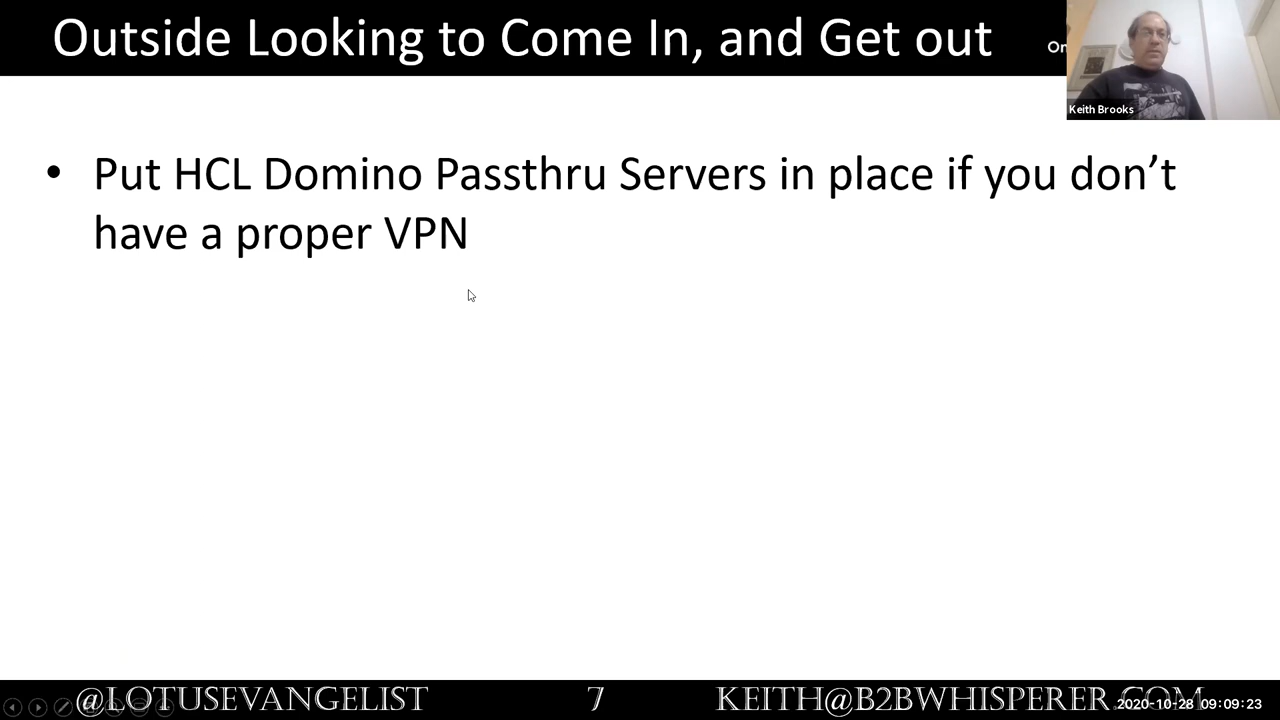 Outside Looking to Come In, and Get out
On
Keith Brooks
• Put HCL Domino Passthru Servers in place if you don’t
have a proper VPN
@LOTUSEVANGELIST
7
KEITH@B2BWHISPERER.COM
2020-10-28 09:09:23